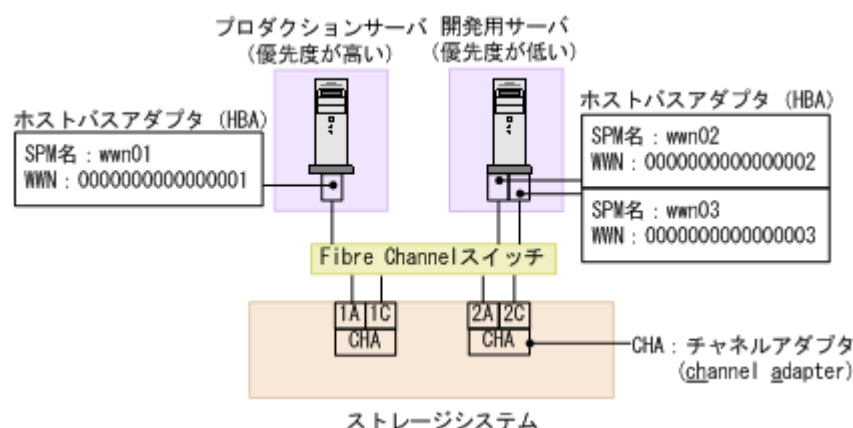 プロダクションサーバ
(優先度が高い)
開発用サーバ
(優先度が低い)
ホストバスアダプタ (HBA)
SPM名：wwn01
WWN：0000000000000001
ホストバスアダプタ (HBA)
SPM名：wwn02
WWN：0000000000000002
SPM名：wwn03
WWN：0000000000000003
Fibre Channelスイッチ
1A 1C
CHA
2A 2C
CHA
CHA：チャネルアダプタ
(channel adapter)
ストレージシステム